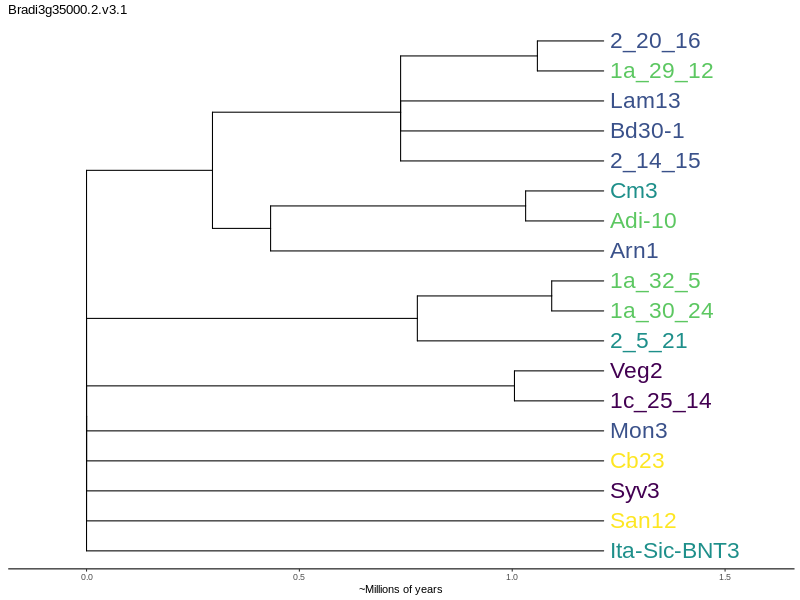 Bradi3g35000.2.v3.1
2_20_16
1a_29_12
Lam13
Bd30-1
2_14_15
Cm3
Adi-10
Arn1
1a_32_5
1a_30_24
2_5_21
Veg2
1c_25_14
Mon3
Cb23
Syv3
San12
Ita-Sic-BNT3
0.0 0.5 1.0 1.5
~Millions of years